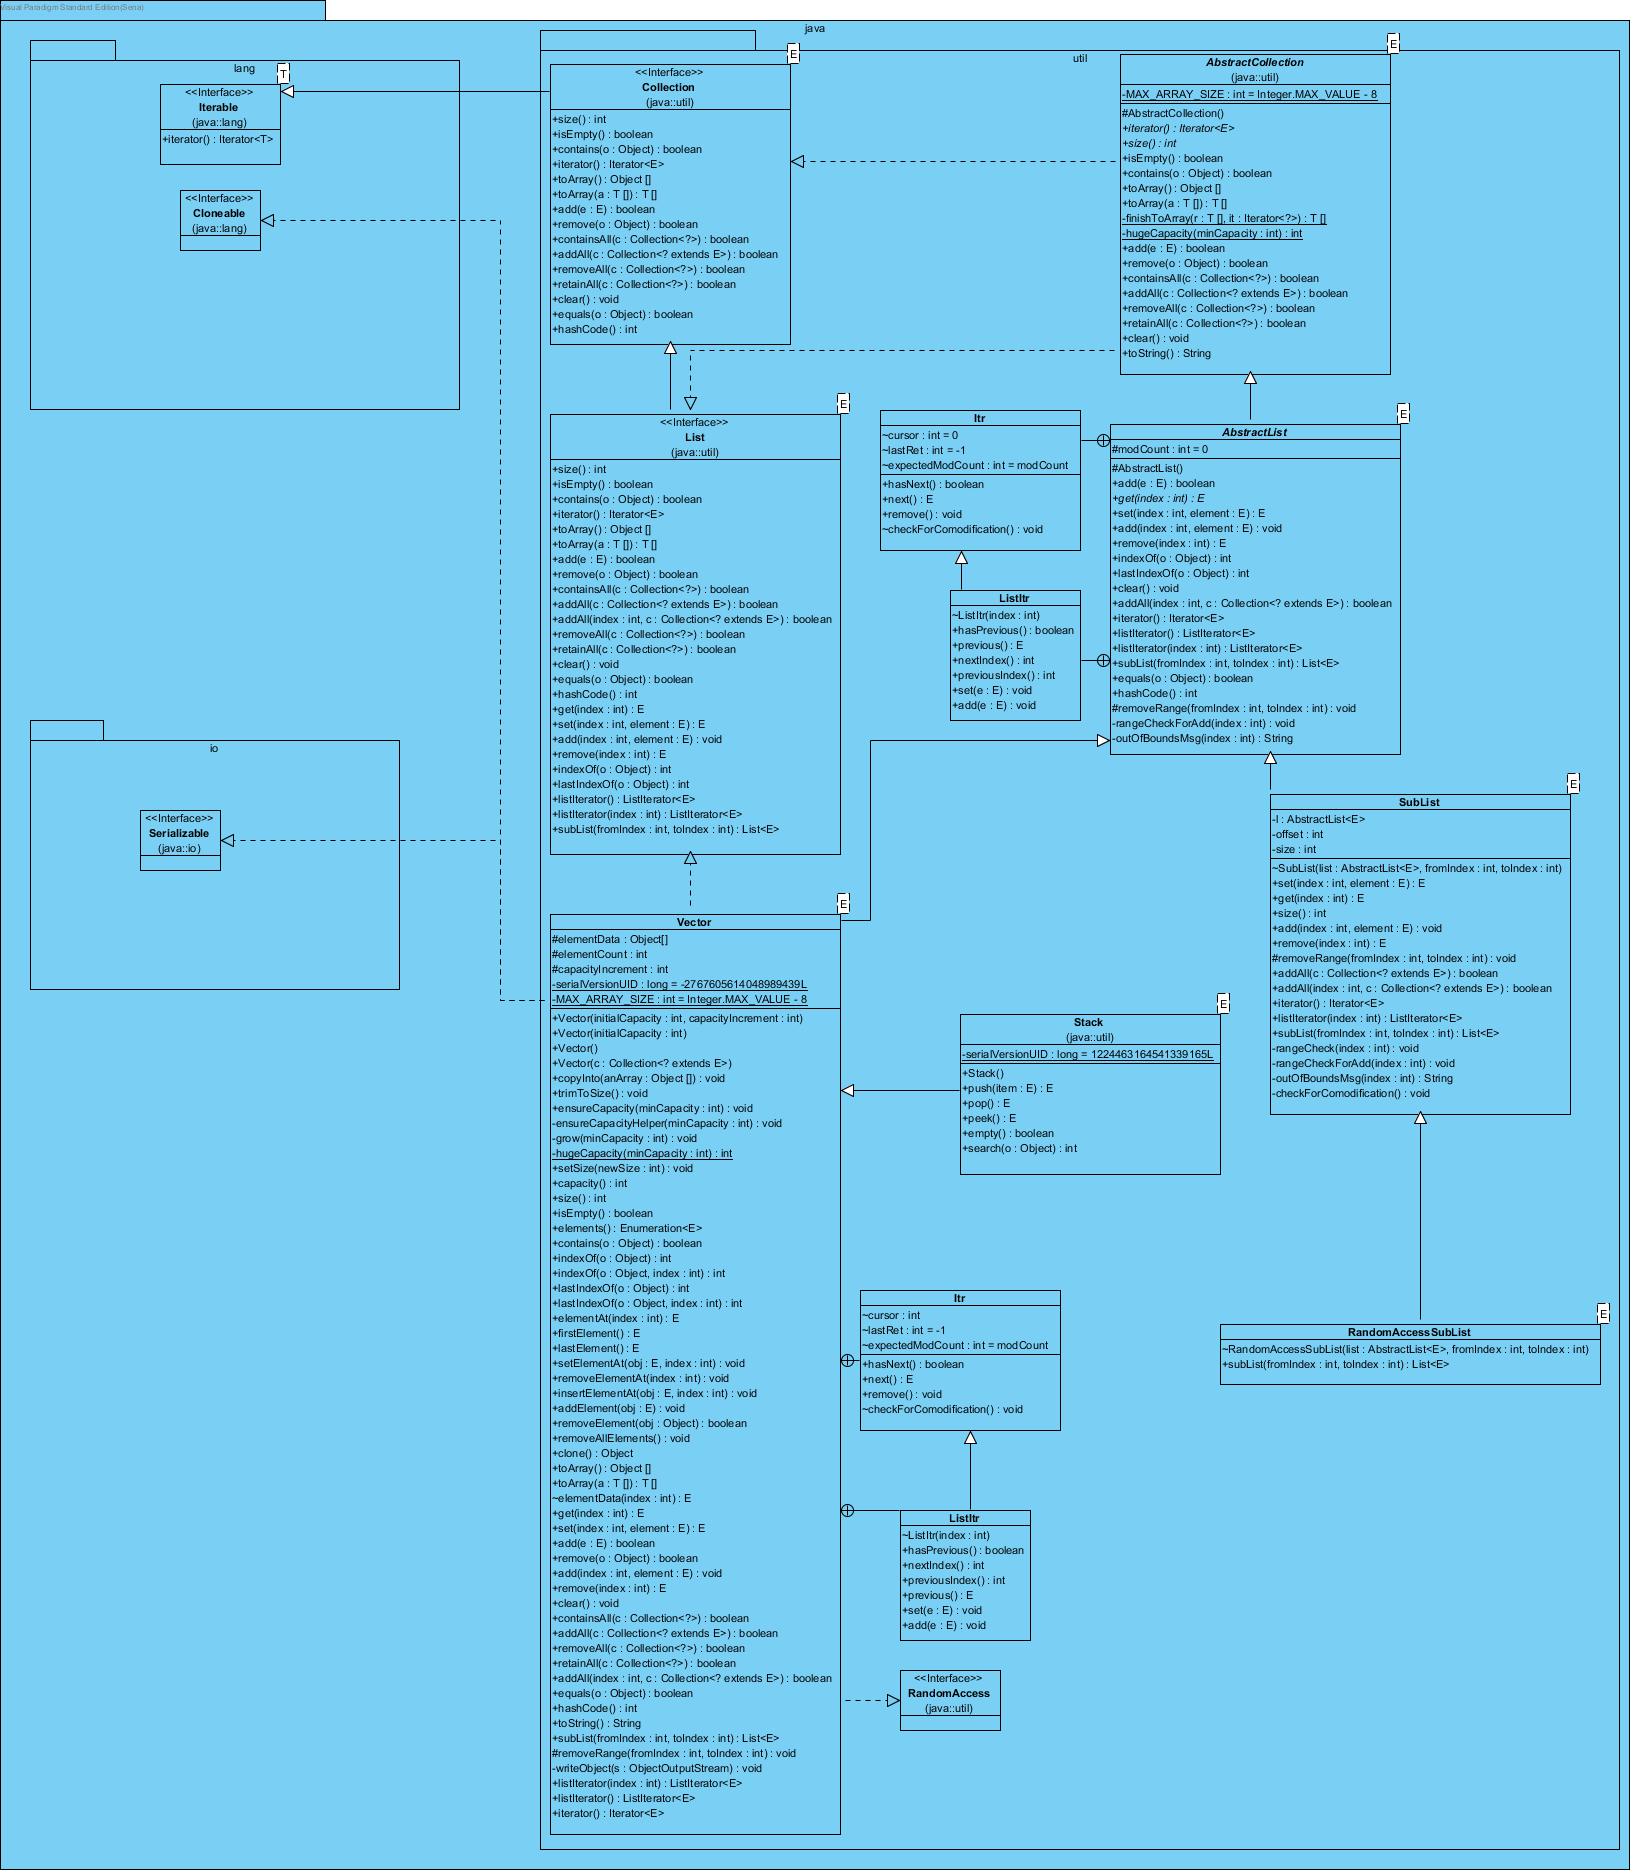 Visual Paradigm Standard Edition(Sena)
java
lang
T
<<Interface>>
Iterable
(java::lang)
+iterator() : Iterator<T>
<<Interface>>
Cloneable
(java::lang)
io
<<Interface>>
Serializable
(java::io)
util
E
<<Interface>>
Collection
(java::util)
+size() : int
+isEmpty() : boolean
+contains(o : Object) : boolean
+iterator() : Iterator<E>
+toArray() : Object []
+toArray(a : T []) : T []
+add(e : E) : boolean
+remove(o : Object) : boolean
+containsAll(c : Collection<?>) : boolean
+addAll(c : Collection<? extends E>) : boolean
+removeAll(c : Collection<?>) : boolean
+retainAll(c : Collection<?>) : boolean
+clear() : void
+equals(o : Object) : boolean
+hashCode() : int
E
AbstractCollection
(java::util)
-MAX_ARRAY_SIZE : int = Integer.MAX_VALUE - 8
#AbstractCollection()
+iterator() : Iterator<E>
+size() : int
+isEmpty() : boolean
+contains(o : Object) : boolean
+toArray() : Object []
+toArray(a : T []) : T []
-finishToArray(r : T [], it : Iterator<?>) : T []
-hugeCapacity(minCapacity : int) : int
+add(e : E) : boolean
+remove(o : Object) : boolean
+containsAll(c : Collection<?>) : boolean
+addAll(c : Collection<? extends E>) : boolean
+removeAll(c : Collection<?>) : boolean
+retainAll(c : Collection<?>) : boolean
+clear() : void
+toString() : String
E
<<Interface>>
List
(java::util)
+size() : int
+isEmpty() : boolean
+contains(o : Object) : boolean
+iterator() : Iterator<E>
+toArray() : Object []
+toArray(a : T []) : T []
+add(e : E) : boolean
+remove(o : Object) : boolean
+containsAll(c : Collection<?>) : boolean
+addAll(c : Collection<? extends E>) : boolean
+addAll(index : int, c : Collection<? extends E>) : boolean
+removeAll(c : Collection<?>) : boolean
+retainAll(c : Collection<?>) : boolean
+clear() : void
+equals(o : Object) : boolean
+hashCode() : int
+get(index : int) : E
+set(index : int, element : E) : E
+add(index : int, element : E) : void
+remove(index : int) : E
+indexOf(o : Object) : int
+lastIndexOf(o : Object) : int
+listIterator() : ListIterator<E>
+listIterator(index : int) : ListIterator<E>
+subList(fromIndex : int, toIndex : int) : List<E>
Itr
~cursor : int = 0
~lastRet : int = -1
~expectedModCount : int = modCount
+hasNext() : boolean
+next() : E
+remove() : void
~checkForComodification() : void
ListItr
~ListItr(index : int)
+hasPrevious() : boolean
+previous() : E
+nextIndex() : int
+previousIndex() : int
+set(e : E) : void
+add(e : E) : void
E
AbstractList
#modCount : int = 0
#AbstractList()
+add(e : E) : boolean
+get(index : int) : E
+set(index : int, element : E) : E
+add(index : int, element : E) : void
+remove(index : int) : E
+indexOf(o : Object) : int
+lastIndexOf(o : Object) : int
+clear() : void
+addAll(index : int, c : Collection<? extends E>) : boolean
+iterator() : Iterator<E>
+listIterator() : ListIterator<E>
+listIterator(index : int) : ListIterator<E>
+subList(fromIndex : int, toIndex : int) : List<E>
+equals(o : Object) : boolean
+hashCode() : int
#removeRange(fromIndex : int, toIndex : int) : void
-rangeCheckForAdd(index : int) : void
-outOfBoundsMsg(index : int) : String
E
SubList
-l : AbstractList<E>
-offset : int
-size : int
~SubList(list : AbstractList<E>, fromIndex : int, toIndex : int)
+set(index : int, element : E) : E
+get(index : int) : E
+size() : int
+add(index : int, element : E) : void
+remove(index : int) : E
#removeRange(fromIndex : int, toIndex : int) : void
+addAll(c : Collection<? extends E>) : boolean
+addAll(index : int, c : Collection<? extends E>) : boolean
+iterator() : Iterator<E>
+listIterator(index : int) : ListIterator<E>
+subList(fromIndex : int, toIndex : int) : List<E>
-rangeCheck(index : int) : void
-rangeCheckForAdd(index : int) : void
-outOfBoundsMsg(index : int) : String
-checkForComodification() : void
E
Vector
#elementData : Object[]
#elementCount : int
#capacityIncrement : int
-serialVersionUID : long = -2767605614048989439L
-MAX_ARRAY_SIZE : int = Integer.MAX_VALUE - 8
+Vector(initialCapacity : int, capacityIncrement : int)
+Vector(initialCapacity : int)
+Vector()
+Vector(c : Collection<? extends E>)
+copyInto(anArray : Object []) : void
+trimToSize() : void
+ensureCapacity(minCapacity : int) : void
-ensureCapacityHelper(minCapacity : int) : void
-grow(minCapacity : int) : void
-hugeCapacity(minCapacity : int) : int
+setSize(newSize : int) : void
+capacity() : int
+size() : int
+isEmpty() : boolean
+elements() : Enumeration<E>
+contains(o : Object) : boolean
+indexOf(o : Object) : int
+indexOf(o : Object, index : int) : int
+lastIndexOf(o : Object) : int
+lastIndexOf(o : Object, index : int) : int
+elementAt(index : int) : E
+firstElement() : E
+lastElement() : E
+setElementAt(obj : E, index : int) : void
+removeElementAt(index : int) : void
+insertElementAt(obj : E, index : int) : void
+addElement(obj : E) : void
+removeElement(obj : Object) : boolean
+removeAllElements() : void
+clone() : Object
+toArray() : Object []
+toArray(a : T []) : T []
~elementData(index : int) : E
+get(index : int) : E
+set(index : int, element : E) : E
+add(e : E) : boolean
+remove(o : Object) : boolean
+add(index : int, element : E) : void
+remove(index : int) : E
+clear() : void
+containsAll(c : Collection<?>) : boolean
+addAll(c : Collection<? extends E>) : boolean
+removeAll(c : Collection<?>) : boolean
+retainAll(c : Collection<?>) : boolean
+addAll(index : int, c : Collection<? extends E>) : boolean
+equals(o : Object) : boolean
+hashCode() : int
+toString() : String
+subList(fromIndex : int, toIndex : int) : List<E>
#removeRange(fromIndex : int, toIndex : int) : void
-writeObject(s : ObjectOutputStream) : void
+listIterator(index : int) : ListIterator<E>
+listIterator() : ListIterator<E>
+iterator() : Iterator<E>
E
Stack
(java::util)
-serialVersionUID : long = 1224463164541339165L
+Stack()
+push(item : E) : E
+pop() : E
+peek() : E
+empty() : boolean
+search(o : Object) : int
Itr
~cursor : int
~lastRet : int = -1
~expectedModCount : int = modCount
+hasNext() : boolean
+next() : E
+remove() : void
~checkForComodification() : void
E
RandomAccessSubList
~RandomAccessSubList(list : AbstractList<E>, fromIndex : int, toIndex : int)
+subList(fromIndex : int, toIndex : int) : List<E>
ListItr
~ListItr(index : int)
+hasPrevious() : boolean
+nextIndex() : int
+previousIndex() : int
+previous() : E
+set(e : E) : void
+add(e : E) : void
<<Interface>>
RandomAccess
(java::util)